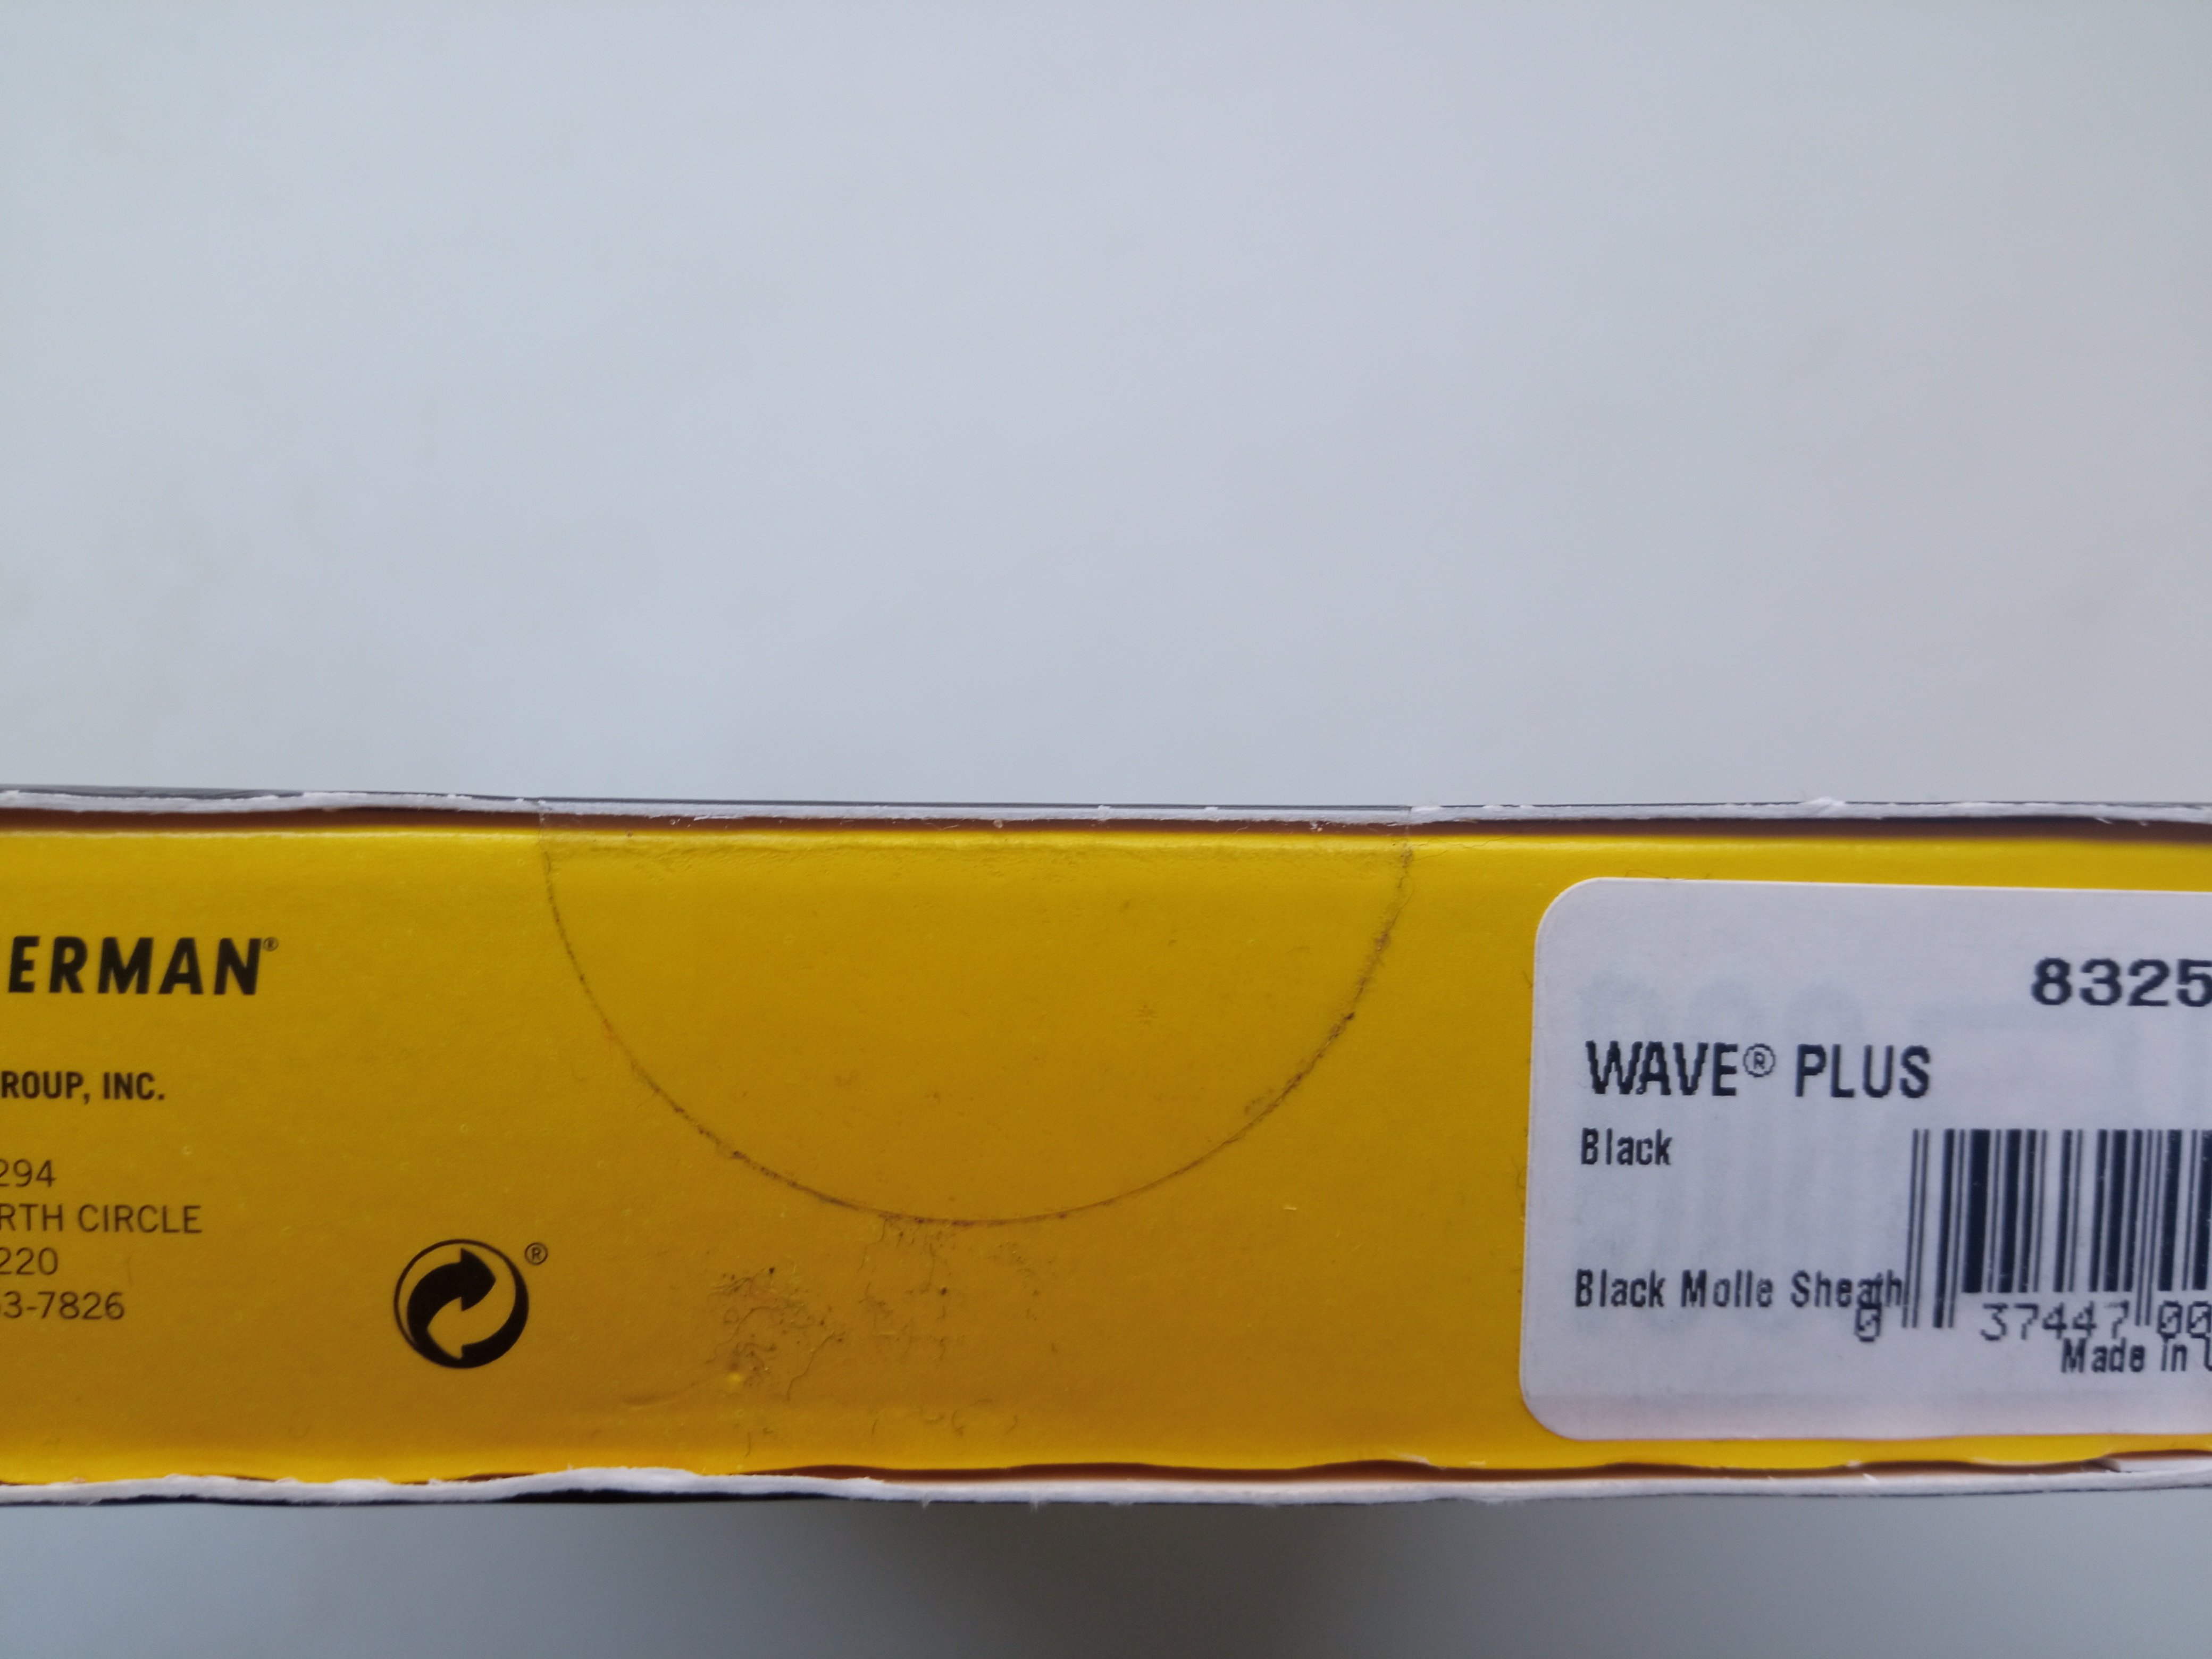 ERMAN®
ROUP, INC.
294
RTH CIRCLE
220
3-7826
®
8325
WAVE® PLUS
Black
Black Molle Sheath
0 37447 00
Made in U